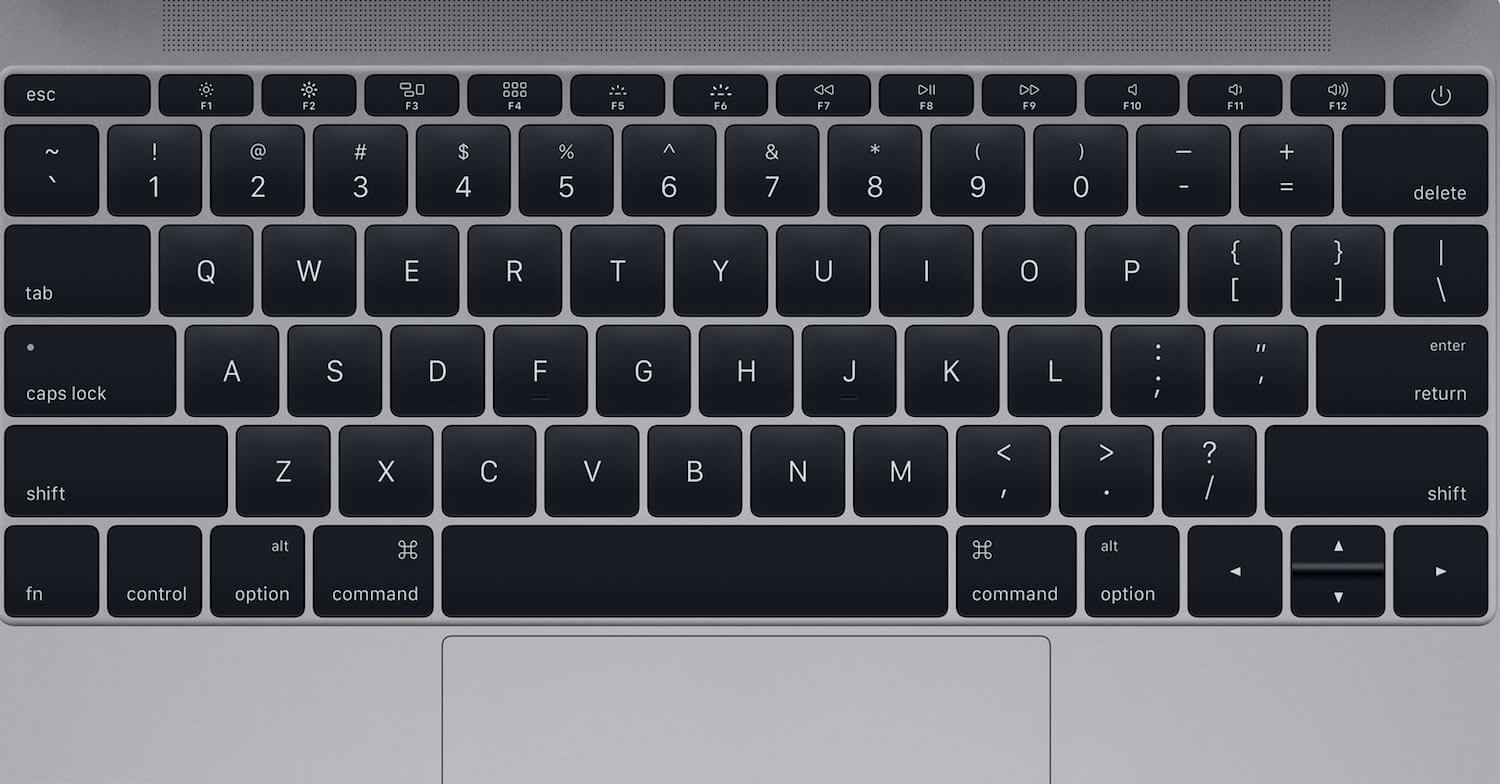 esc F1 F2 F3 F4 F5 F6 F7 F8 F9 F10 F11 F12
~ ! @ # $ % ^ & * ( ) — +
` 1 2 3 4 5 6 7 8 9 0 - = delete
{ } |
tab Q W E R T Y U I O P [ ] \
: " enter
caps lock A S D F G H J K L ; ' return
< > ?
shift Z X C V B N M , . / shift
alt ⌘ ⌘ alt ▲
fn control option command command option ◀ ▼ ▶